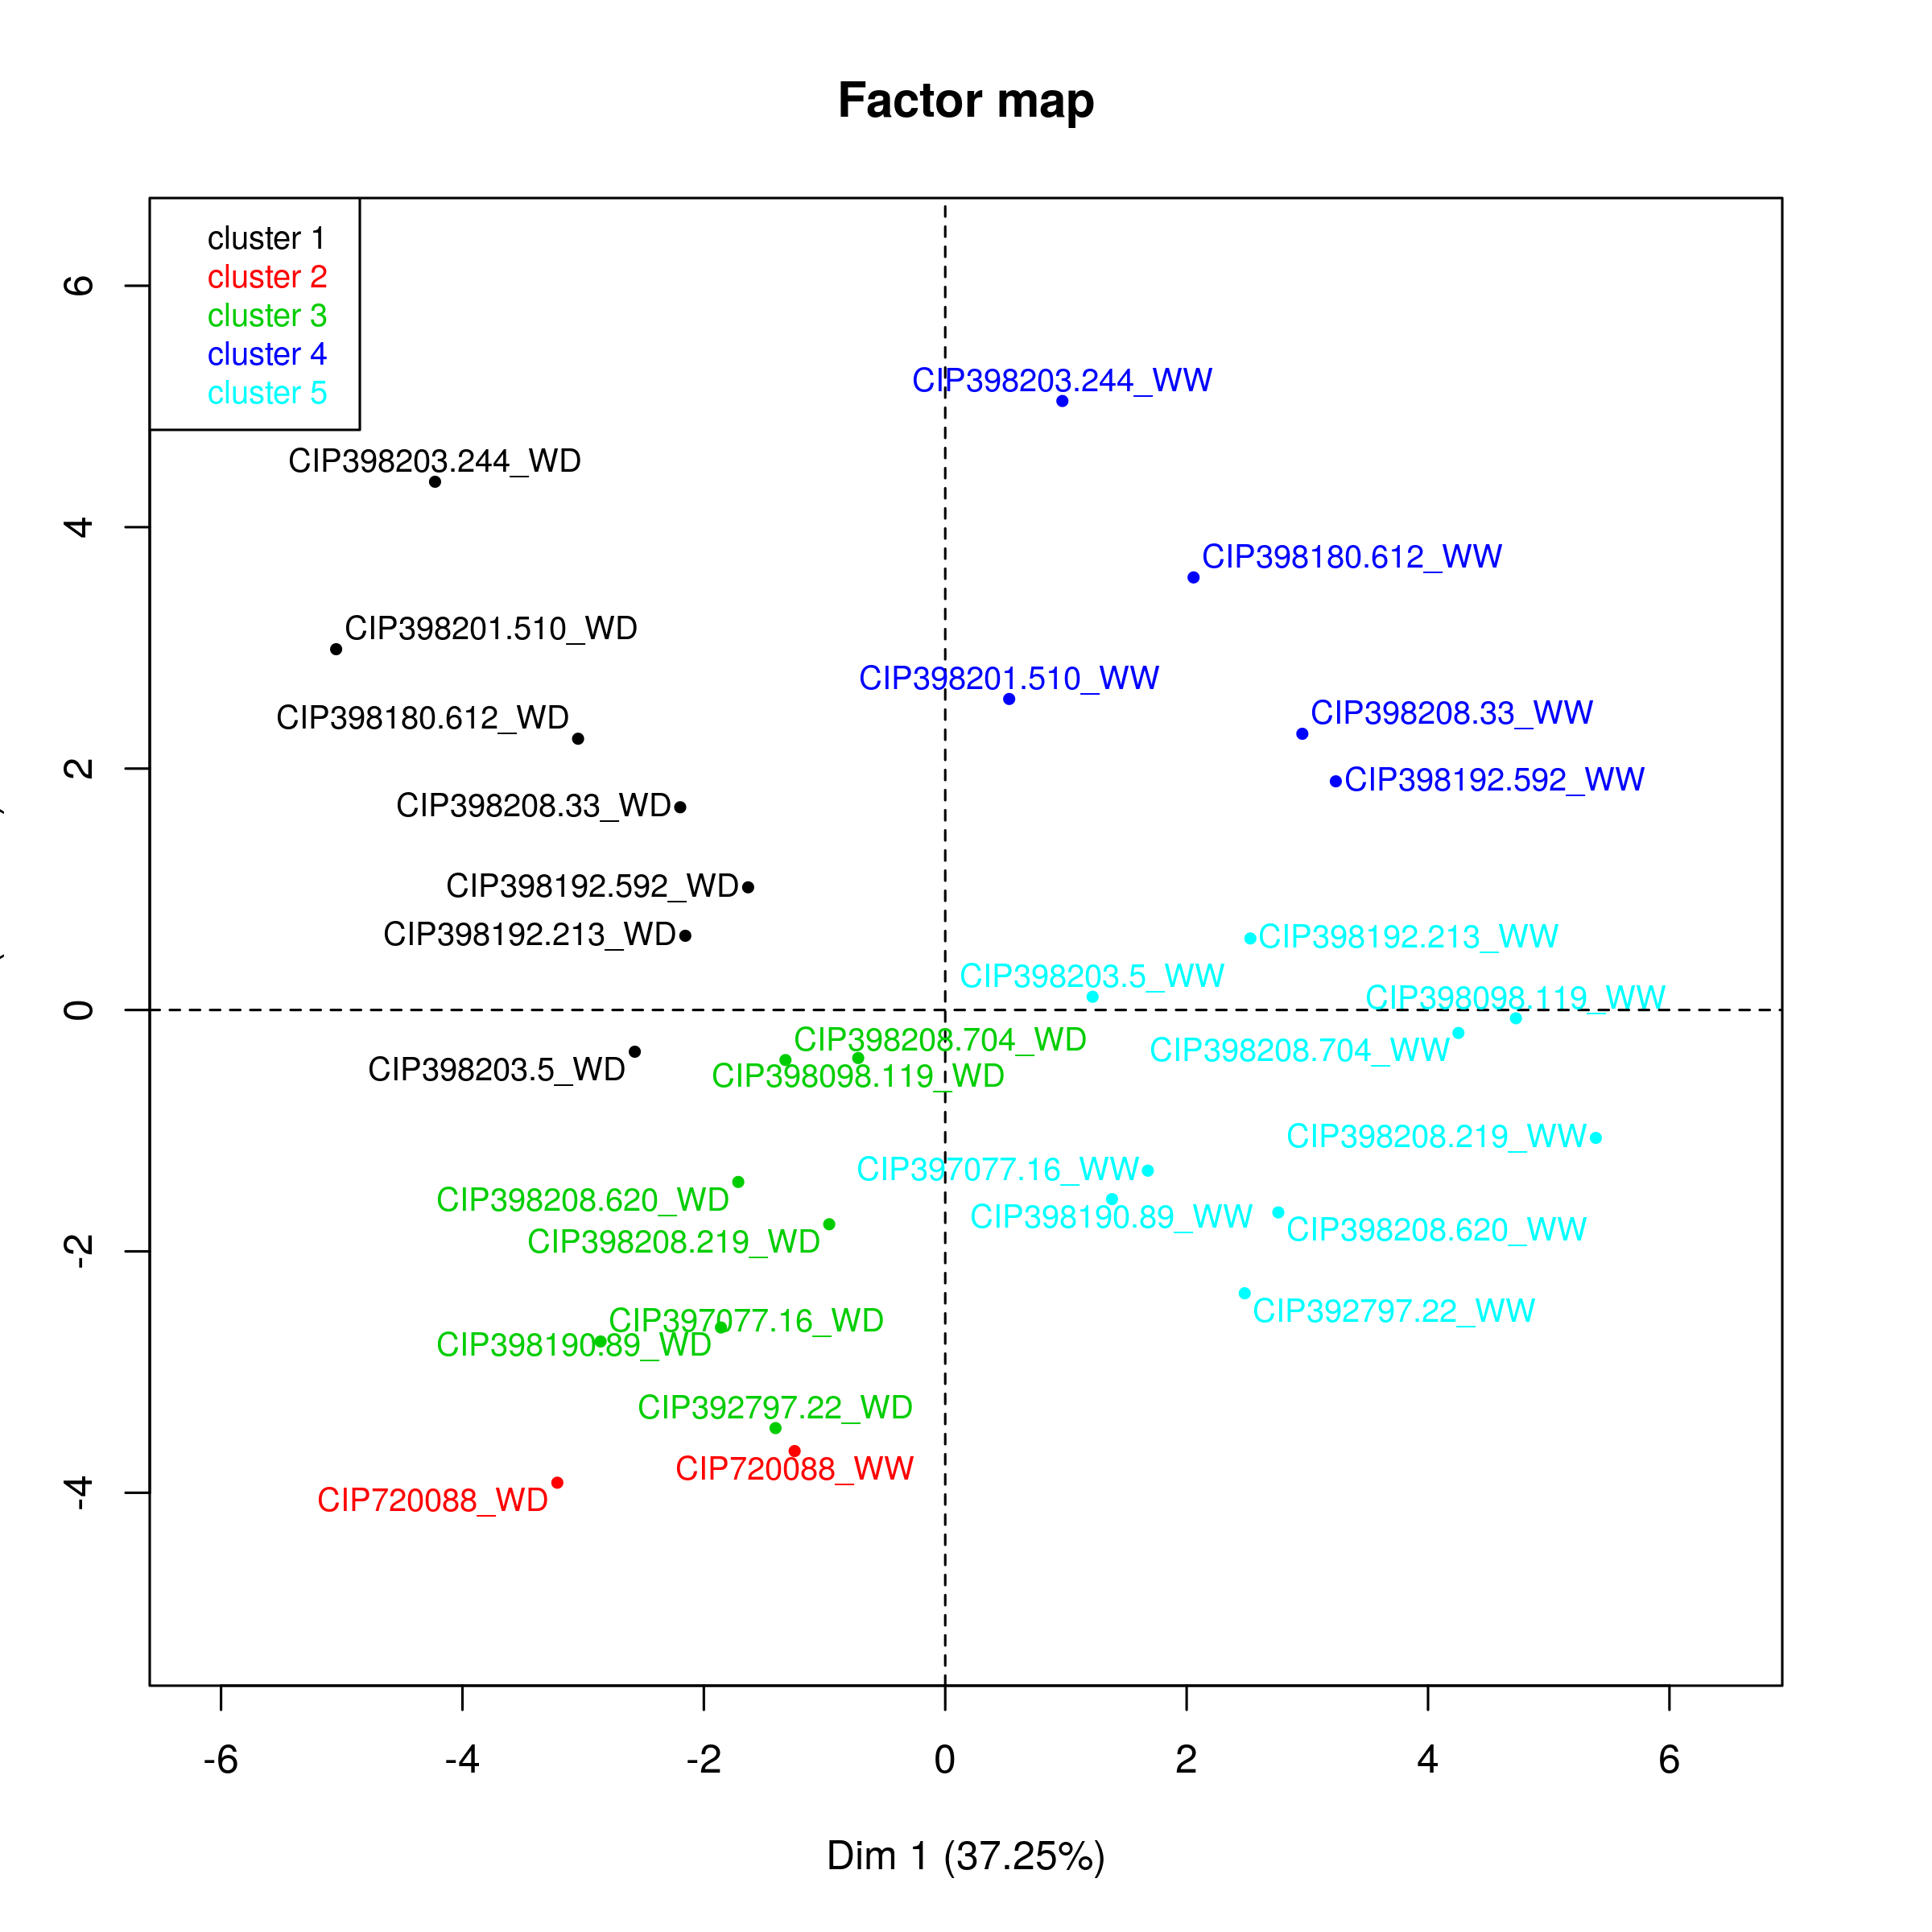 Factor map
cluster 1
cluster 2
cluster 3
cluster 4
cluster 5
6
4
2
0
-2
-4
CIP398203.244_WW
CIP398203.244_WD
CIP398180.612_WW
CIP398201.510_WD
CIP398201.510_WW
CIP398180.612_WD
CIP398208.33_WW
CIP398192.592_WW
CIP398208.33_WD
CIP398192.592_WD
CIP398192.213_WD
CIP398192.213_WW
CIP398203.5_WW
CIP398098.119_WW
CIP398208.704_WD
CIP398208.704_WW
CIP398203.5_WD
CIP398098.119_WD
CIP398208.219_WW
CIP397077.16_WW
CIP398208.620_WD
CIP398190.89_WW
CIP398208.620_WW
CIP398208.219_WD
CIP392797.22_WW
CIP397077.16_WD
CIP398190.89_WD
CIP392797.22_WD
CIP720088_WW
CIP720088_WD
-6 -4 -2 0 2 4 6
Dim 1 (37.25%)